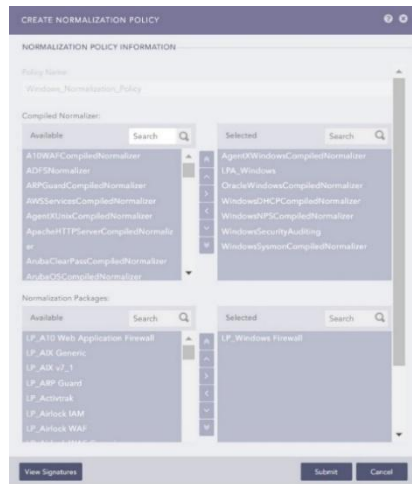 CREATE NORMALIZATION POLICY
NORMALIZATION POLICY INFORMATION
Policy Name:
Windows_Normalization_Policy
Compiled Normalizer:
Available
Search
A10WAFCompiledNormalizer
ADFSNormalizer
ARPGuardCompiledNormalizer
AWSServicesCompiledNormalizer
AgentXUnixCompiledNormalizer
ApacheHTTPServerCompiledNormaliz
er
ArubaClearPassCompiledNormalizer
ArubaOSCompiledNormalizer
Selected
Search
AgentXWindowsCompiledNormalizer
LPA_Windows
OracleWindowsCompiledNormalizer
WindowsDHCPCompiledNormalizer
WindowsNPSCompiledNormalizer
WindowsSecurityAuditing
WindowsSysmonCompiledNormalizer
Normalization Packages:
Available
Search
LP_A10 Web Application Firewall
LP_AIX Generic
LP_AIX v7_1
LP_ARP Guard
LP_Activtrak
LP_Airlock IAM
LP_Airlock WAF
Selected
Search
LP_Windows Firewall
View Signatures
Submit
Cancel